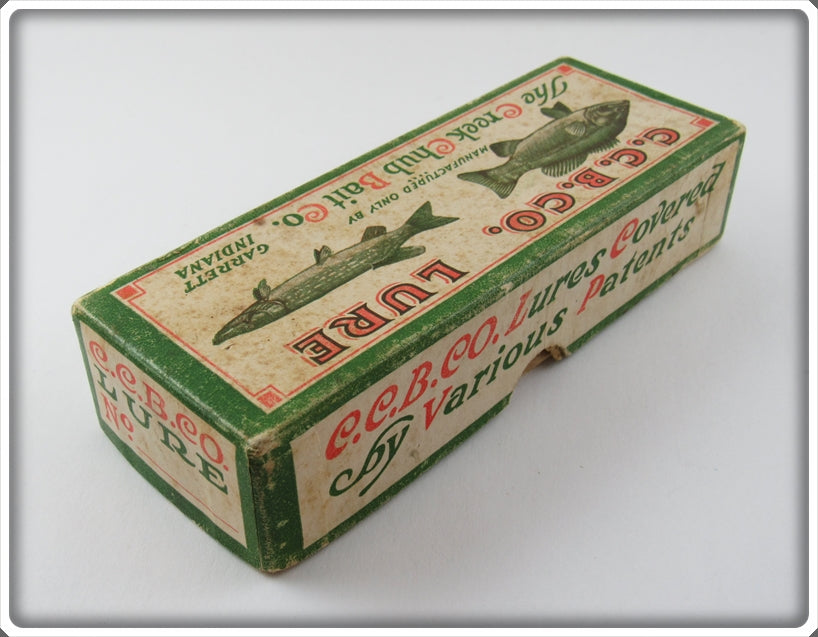 C.C.B.CO. LURE
MANUFACTURED ONLY BY
The Creek Chub Bait Co.
GARRETT
INDIANA
C.C.B.CO. Lures Covered
by Various Patents
C.C.B.CO.
LURE
No.